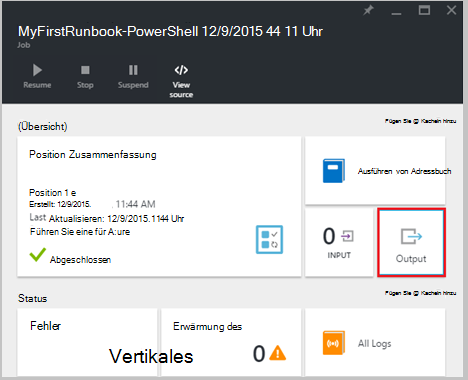 MyFirstRunbook-PowerShell 12/9/2015 44 11 Uhr
Job
Resume
Stop
Suspend
View source
(Übersicht)
Fügen Sie @ Kacheln hinzu
Position Zusammenfassung
Position 1 e
Erstellt: 12/9/2015. 11:44 AM
Last Aktualisieren: 12/9/2015.1144 Uhr
Führen Sie eine für A:ure
Abgeschlossen
Ausführen von Adressbuch
0
INPUT
Output
Status
Fügen Sie @ Kacheln hinzu
Fehler
Vertikales
Erwärmung des
0
All Logs